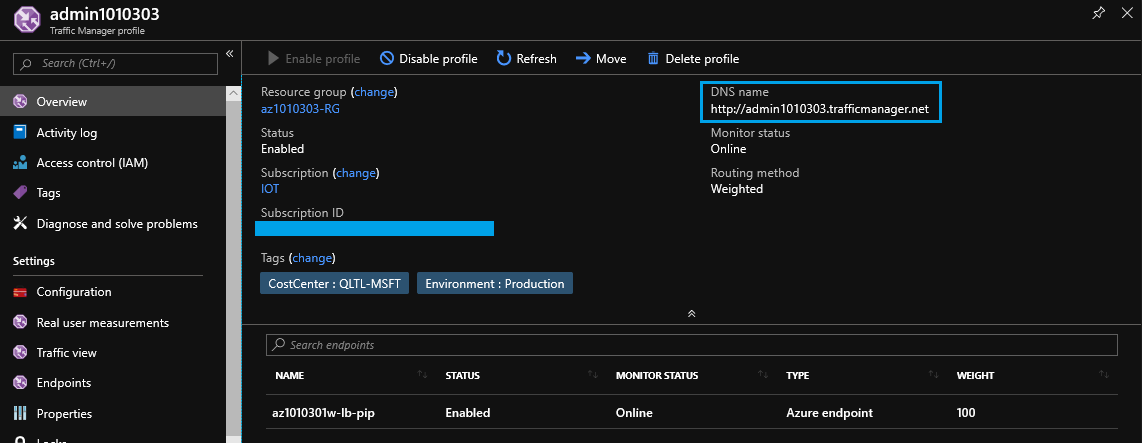 admin1010303
Traffic Manager profile
Search (Ctrl+/)
«
Overview
Activity log
Access control (IAM)
Tags
Diagnose and solve problems
Settings
Configuration
Real user measurements
Traffic view
Endpoints
Properties
Locks
Enable profile Disable profile Refresh Move Delete profile
Resource group (change)
az1010303-RG
Status
Enabled
Subscription (change)
IOT
Subscription ID
DNS name
http://admin1010303.trafficmanager.net
Monitor status
Online
Routing method
Weighted
Tags (change)
CostCenter : QLTL-MSFT Environment : Production
Search endpoints
NAME STATUS MONITOR STATUS TYPE WEIGHT
az1010301w-lb-pip Enabled Online Azure endpoint 100